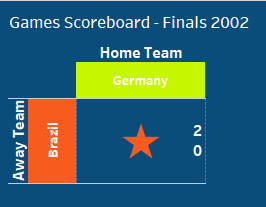 Games Scoreboard - Finals 2002
Home Team
Germany
Away Team
Brazil
2
0